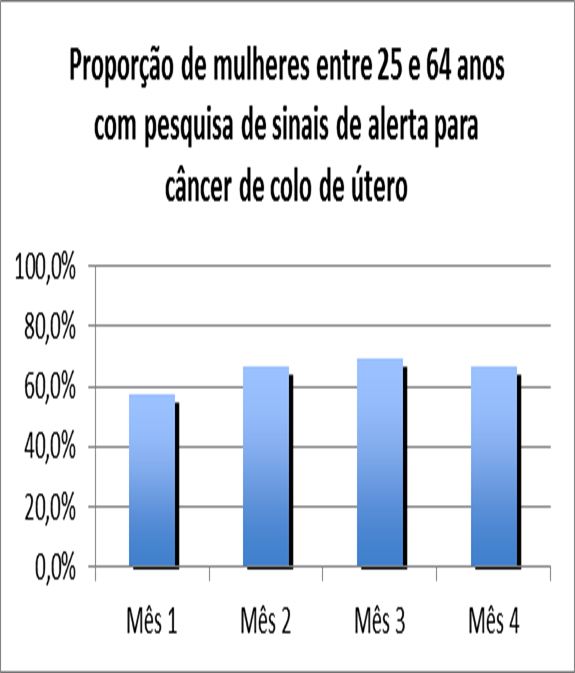 Proporção de mulheres entre 25 e 64 anos
com pesquisa de sinais de alerta para
câncer de colo de útero
100,0%
80,0%
60,0%
40,0%
20,0%
0,0%
Mês 1 Mês 2 Mês 3 Mês 4